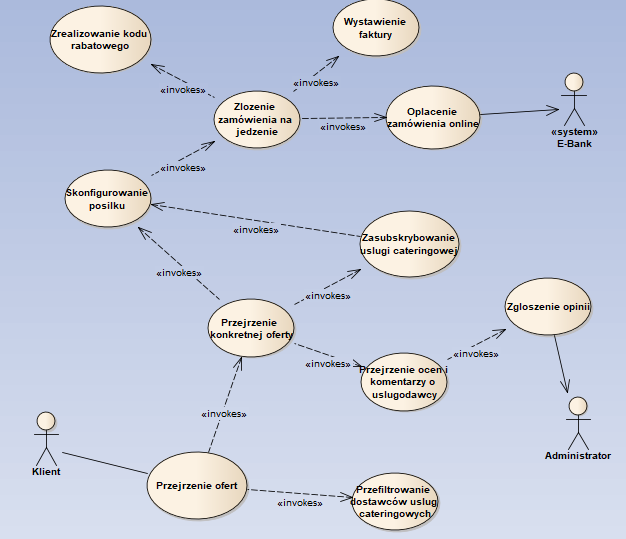 Zrealizowanie kodu
rabatowego
Wystawienie
faktury
«invokes»
«invokes»
Zlozenie
zamówienia na
jedzenie
«invokes»
Oplacenie
zamówienia online
«system»
E-Bank
«invokes»
Skonfigurowanie
posilku
«invokes»
Zasubskrybowanie
uslugi cateringowej
«invokes»
«invokes»
Przejrzenie
konkretnej oferty
Zgloszenie opinii
«invokes»
«invokes»
Przejrzenie ocen i
komentarzy o
uslugodawcy
«invokes»
Administrator
Klient
Przejrzenie ofert
«invokes»
Przefiltrowanie
dostawców uslug
cateringowych